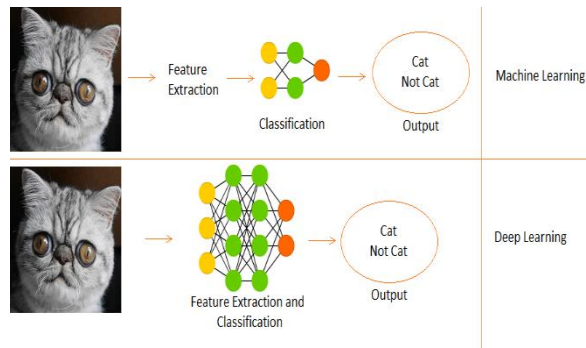 Feature
Extraction
Classification
Cat
Not Cat
Output
Machine Learning
Feature Extraction and
Classification
Cat
Not Cat
Output
Deep Learning